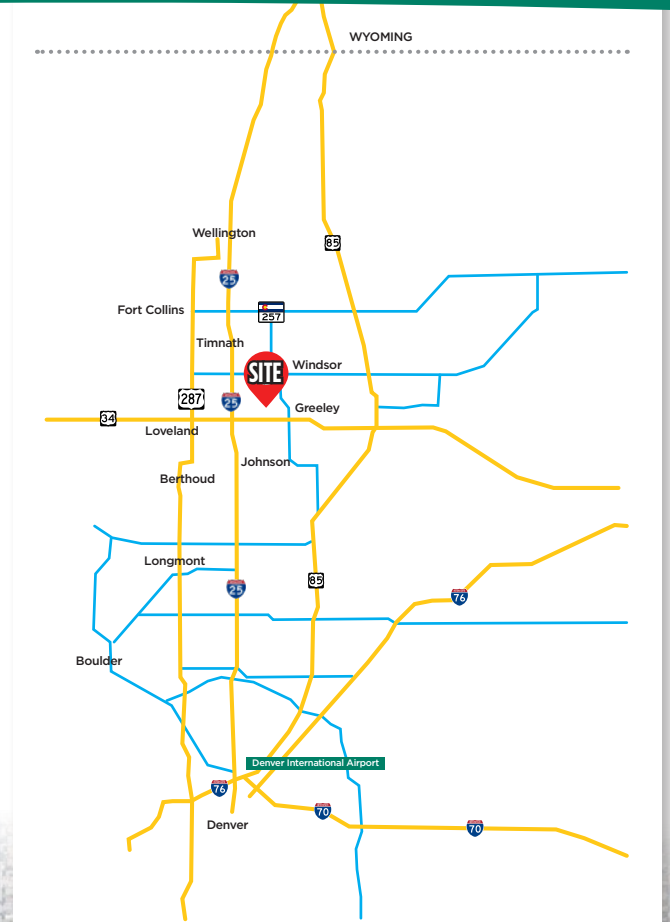 WYOMING
Wellington
85
25
Fort Collins
257
Timnath
SITE
Windsor
287
25
Greeley
34
Loveland
Johnson
Berthoud
Longmont
85
25
76
Boulder
Denver International Airport
76
70
Denver
70